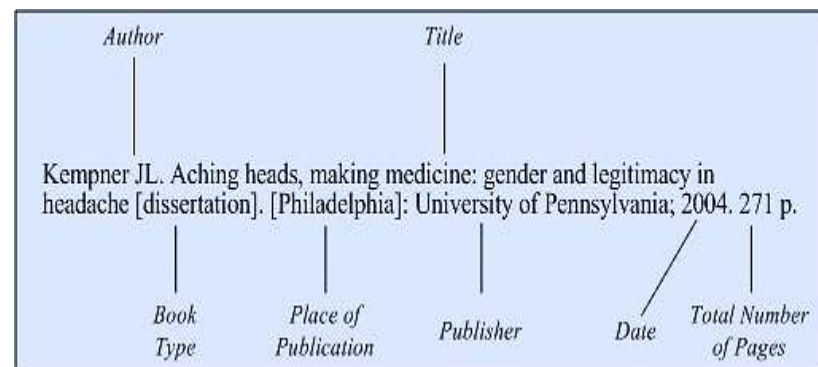 Author Title
Kempner JL. Aching heads, making medicine: gender and legitimacy in
headache [dissertation]. [Philadelphia]: University of Pennsylvania; 2004. 271 p.
Book Type
Place of Publication
Publisher
Date
Total Number of Pages